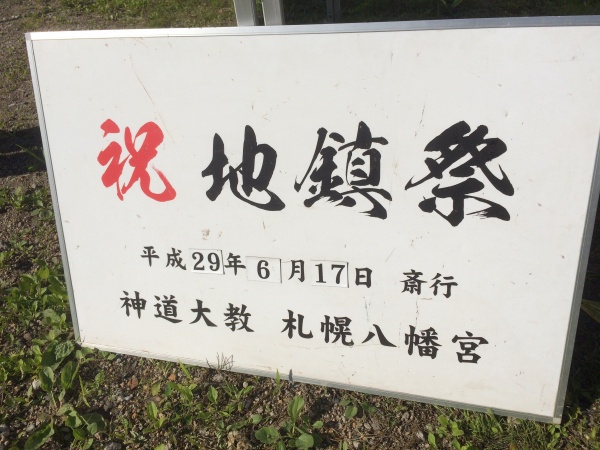 祝 地鎮祭
平成29年6月17日 斎行
神道大教 札幌八幡宮